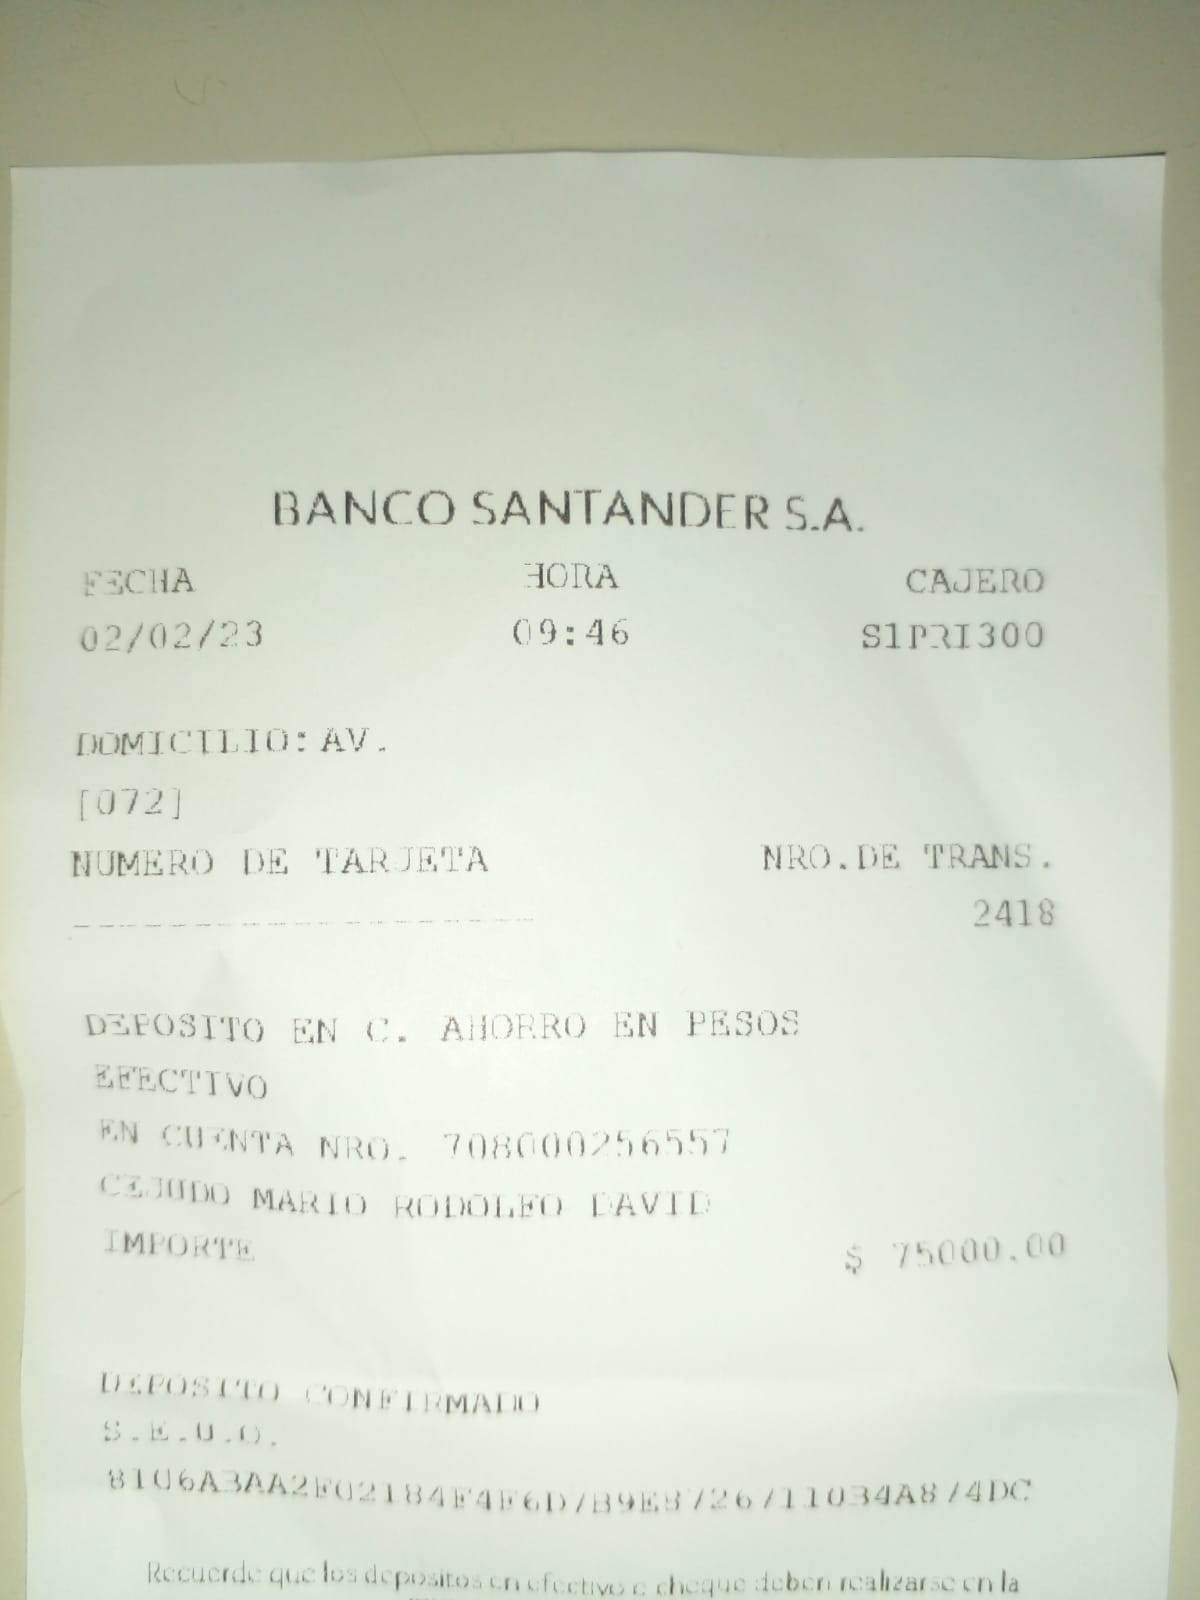 BANCO SANTANDER S.A.
FECHA HORA CAJERO
02/02/23 09:46 S1PRI300
DOMICILIO: AV.
[072]
NUMERO DE TARJETA NRO.DE TRANS.
2418
DEPOSITO EN C. AHORRO EN PESOS
EFECTIVO
EN CUENTA NRO. 708000256557
CEJUDO MARIO RODOLFO DAVID
IMPORTE $ 75000.00
DEPOSITO CONFIRMADO
S.E.U.O.
Recuerde que los depositos en efectivo o cheque deben realizarse en la